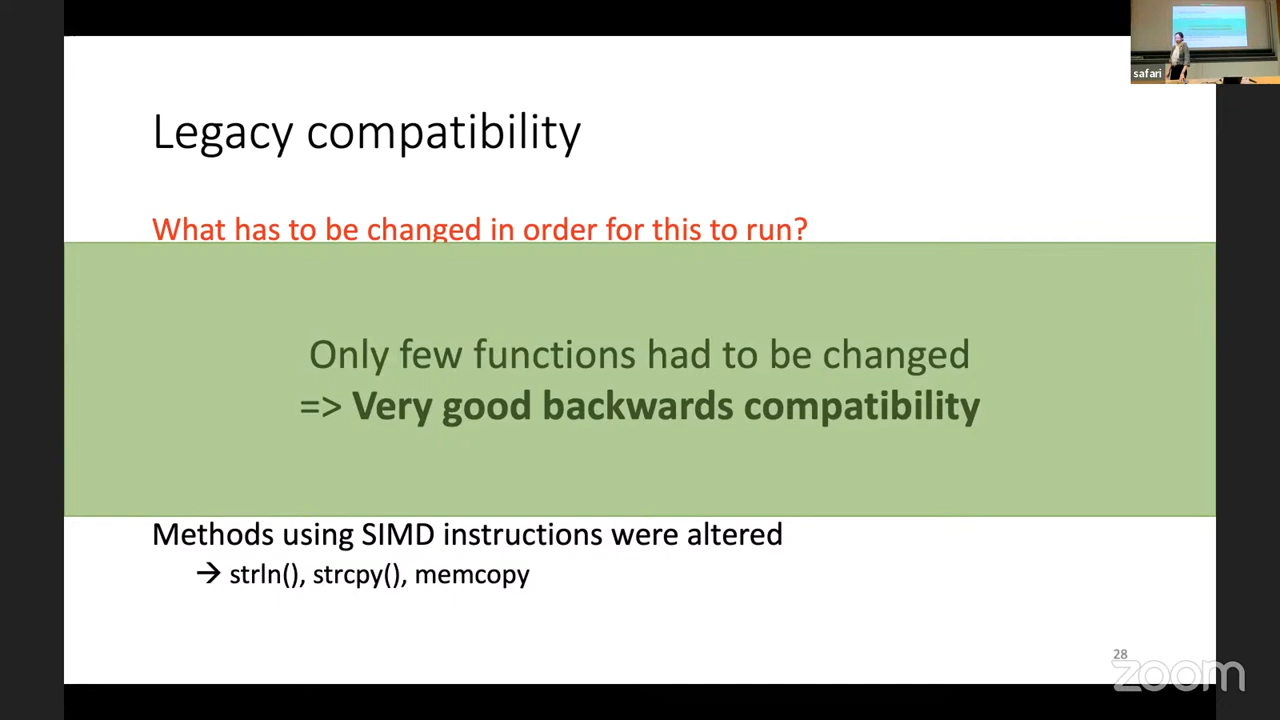 safari
Legacy compatibility
What has to be changed in order for this to run?
Only few functions had to be changed
=> Very good backwards compatibility
Methods using SIMD instructions were altered
→ strln(), strcpy(), memcopy
28
zoom